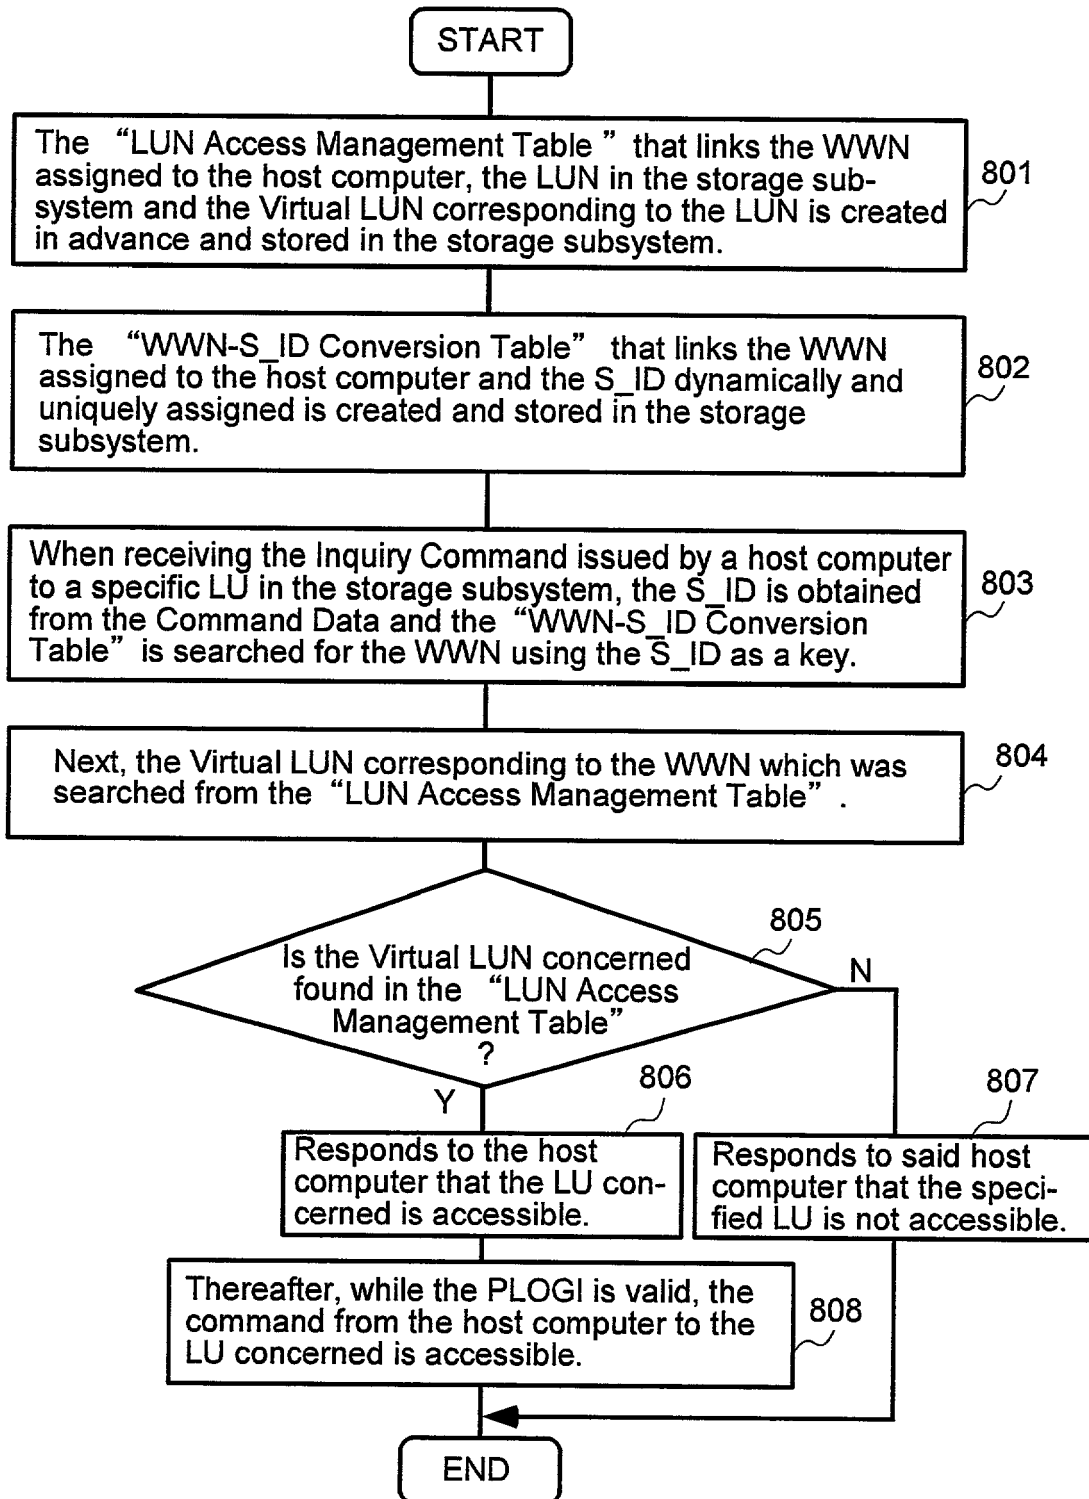 START
The “LUN Access Management Table ” that links the WWN
assigned to the host computer, the LUN in the storage sub-
system and the Virtual LUN corresponding to the LUN is created
in advance and stored in the storage subsystem.
801
The “WWN-S_ID Conversion Table” that links the WWN
assigned to the host computer and the S_ID dynamically and
uniquely assigned is created and stored in the storage
subsystem.
802
When receiving the Inquiry Command issued by a host computer
to a specific LU in the storage subsystem, the S_ID is obtained
from the Command Data and the “WWN-S_ID Conversion
Table” is searched for the WWN using the S_ID as a key.
803
Next, the Virtual LUN corresponding to the WWN which was
searched from the “LUN Access Management Table” .
804
Is the Virtual LUN concerned
found in the “LUN Access
Management Table”
?
805
N
Y
806
Responds to the host
computer that the LU con-
cerned is accessible.
807
Responds to said host
computer that the speci-
fied LU is not accessible.
Thereafter, while the PLOGI is valid, the
command from the host computer to the
LU concerned is accessible.
808
END